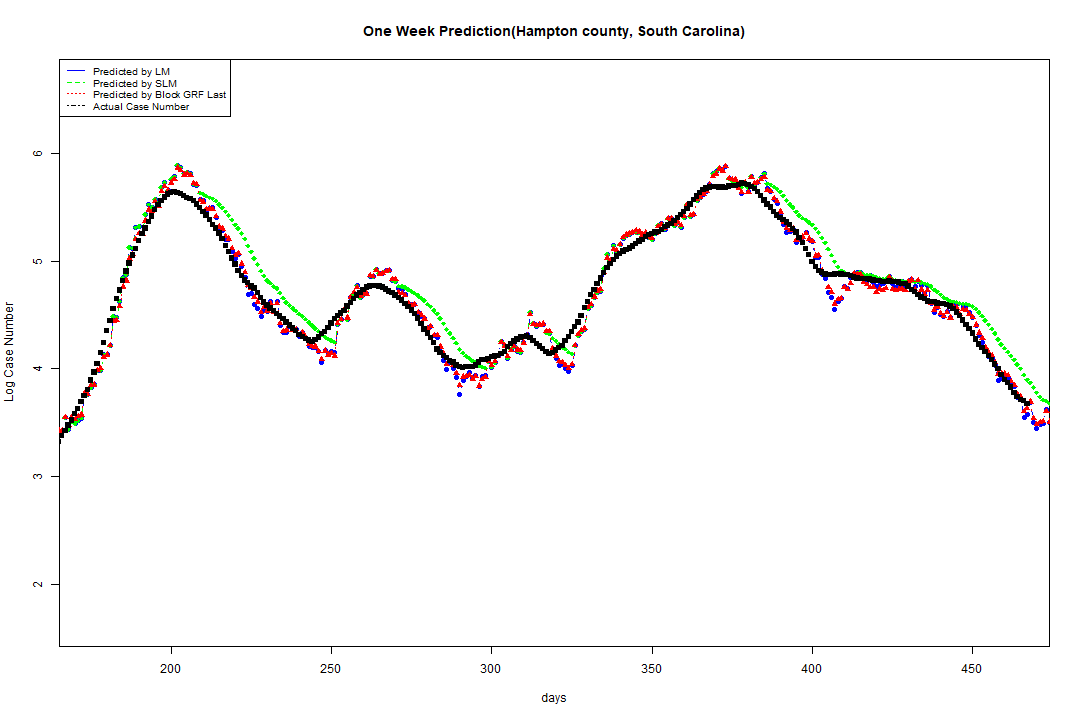 One Week Prediction(Hampton county, South Carolina)
Predicted by LM
Predicted by SLM
Predicted by Block GRF Last
Actual Case Number
6
5
4
3
2
Log Case Number
200
250
300
350
400
450
days